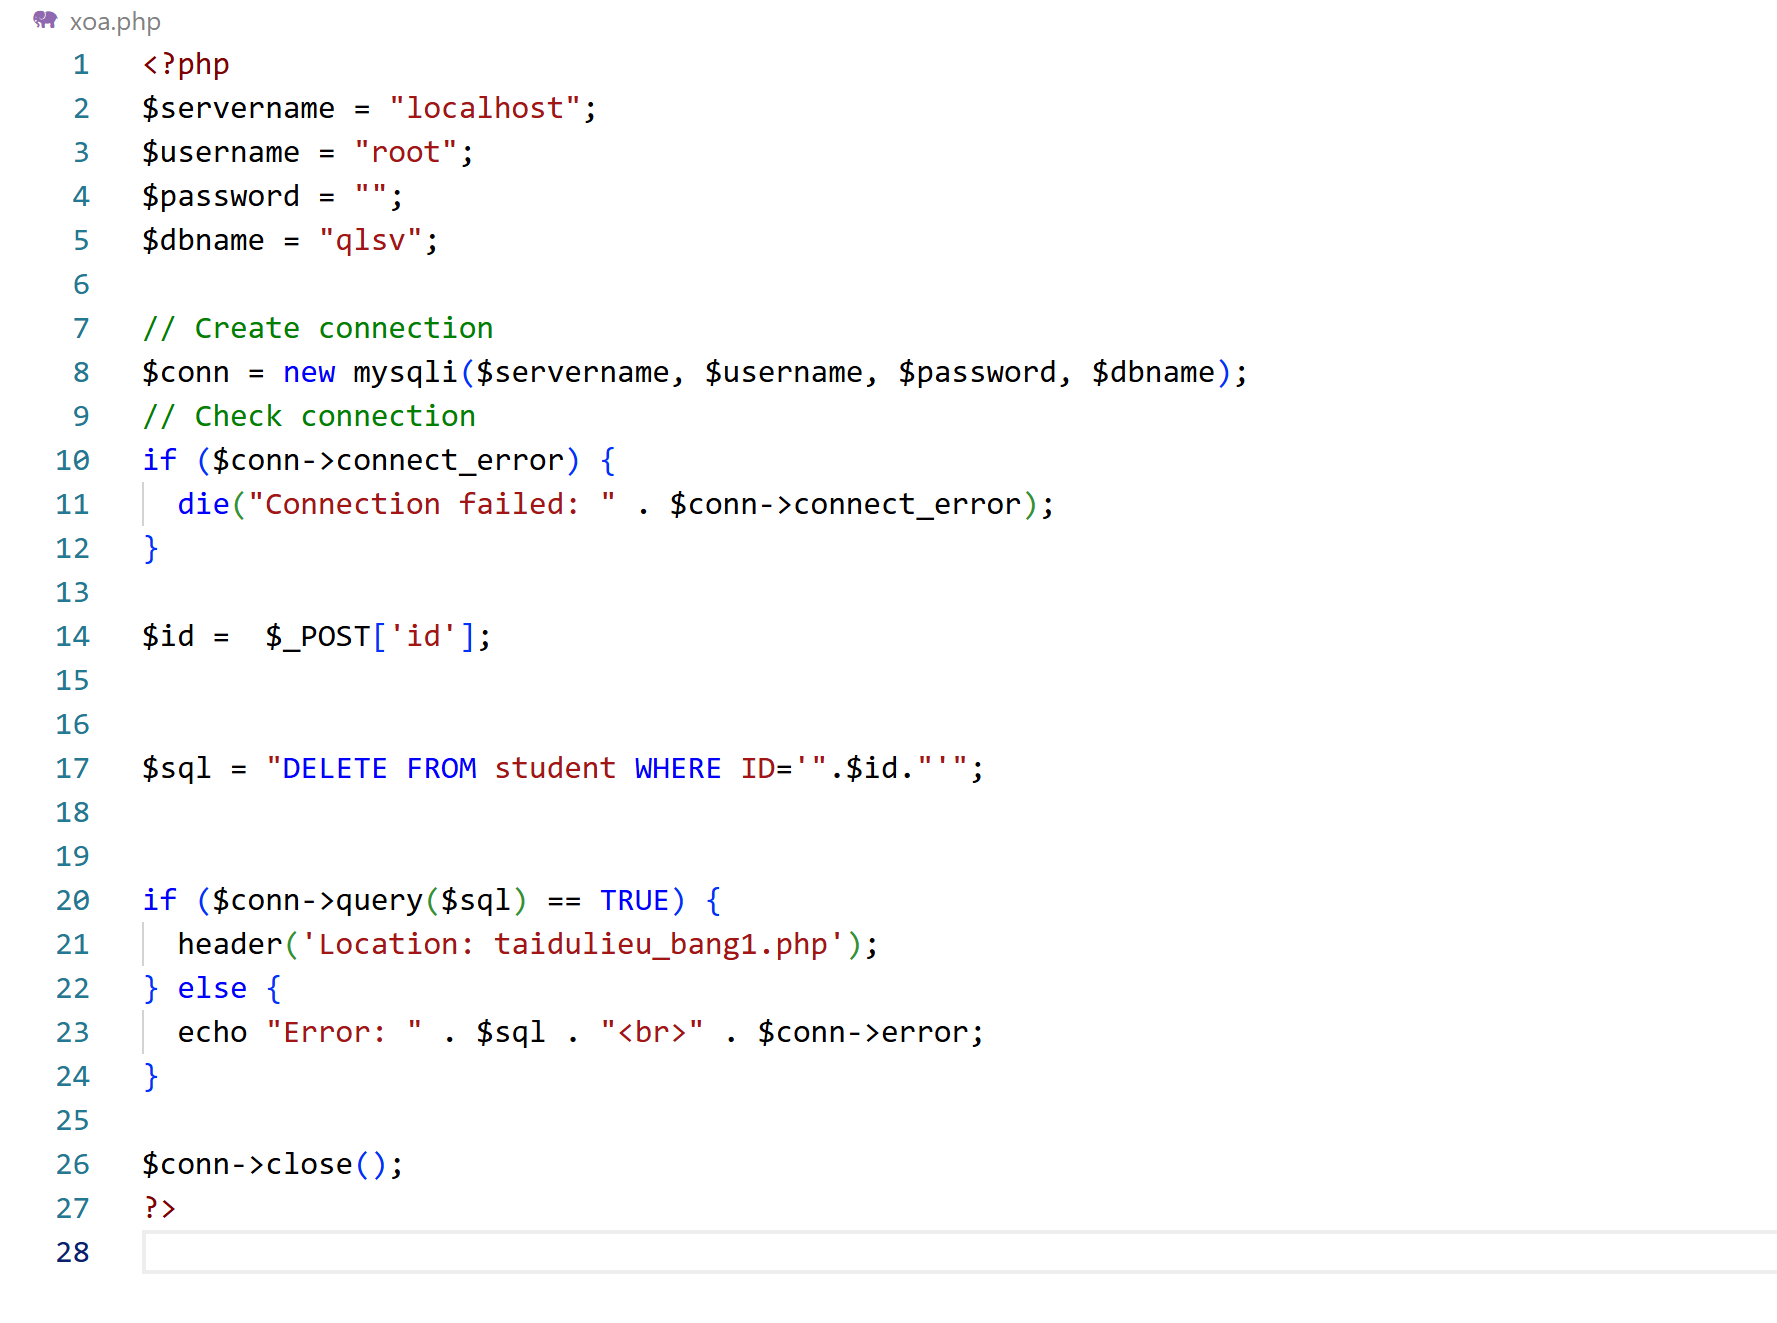 xoa.php
1 <?php
2 $servername = "localhost";
3 $username = "root";
4 $password = "";
5 $dbname = "qlsv";
6
7 // Create connection
8 $conn = new mysqli($servername, $username, $password, $dbname);
9 // Check connection
10 if ($conn->connect_error) {
11   die("Connection failed: " . $conn->connect_error);
12 }
13
14 $id =  $_POST['id'];
15
16
17 $sql = "DELETE FROM student WHERE ID='".$id."'";
18
19
20 if ($conn->query($sql) == TRUE) {
21   header('Location: taidulieu_bang1.php');
22 } else {
23   echo "Error: " . $sql . "<br>" . $conn->error;
24 }
25
26 $conn->close();
27 ?>
28